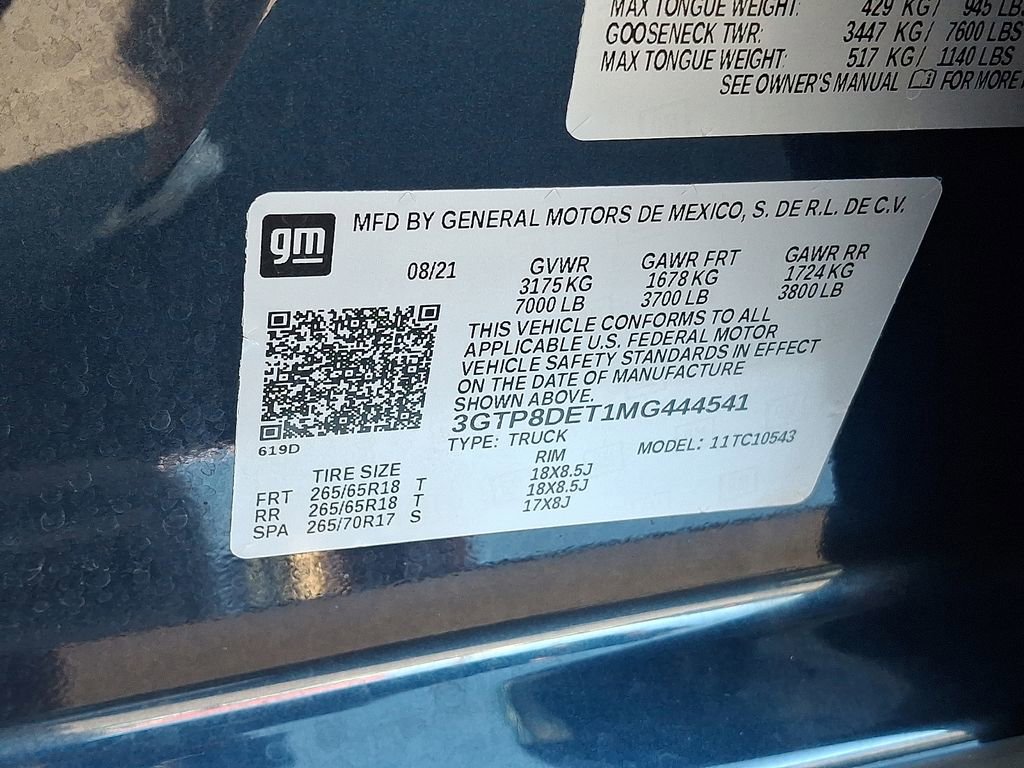 MAX TONGUE WEIGHT: 429 KG/ 945 LBS
GOOSENECK TWR: 3447 KG/ 7600 LBS
MAX TONGUE WEIGHT: 517 KG/ 1140 LBS
SEE OWNER'S MANUAL FOR MORE
gm
MFD BY GENERAL MOTORS DE MEXICO, S. DE R.L. DE C.V.
08/21 GVWR GAWR FRT GAWR RR
3175 KG 1678 KG 1724 KG
7000 LB 3700 LB 3800 LB
THIS VEHICLE CONFORMS TO ALL
APPLICABLE U.S. FEDERAL MOTOR
VEHICLE SAFETY STANDARDS IN EFFECT
ON THE DATE OF MANUFACTURE
SHOWN ABOVE.
3GTP8DET1MG444541
619D
TYPE: TRUCK MODEL: 11TC10543
TIRE SIZE RIM
FRT 265/65R18 T 18X8.5J
RR 265/65R18 T 18X8.5J
SPA 265/70R17 S 17X8J